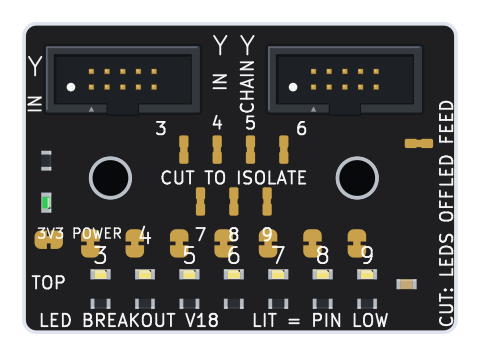 Y
IN
Y
IN
Y
CHAIN
3
4
5
6
CUT TO ISOLATE
7
8
9
3V3 POWER
4
3
5
6
7
8
9
TOP
LED BREAKOUT V18
LIT = PIN LOW
CUT: LEDS OFF
LED FEED